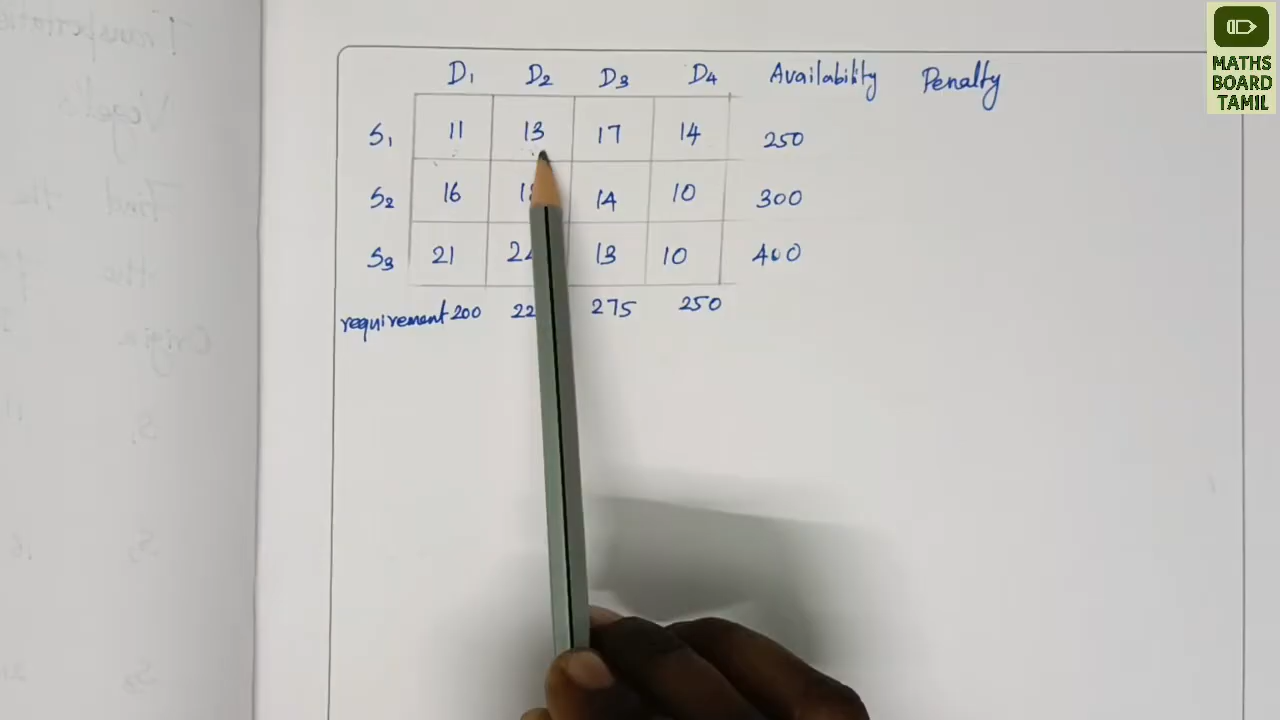 MATHS
BOARD
TAMIL
D1 D2 D3 D4 Availability Penalty
S1 11 13 17 14 250
S2 16 14 10 300
S3 21 13 10 400
requirement 200 275 250